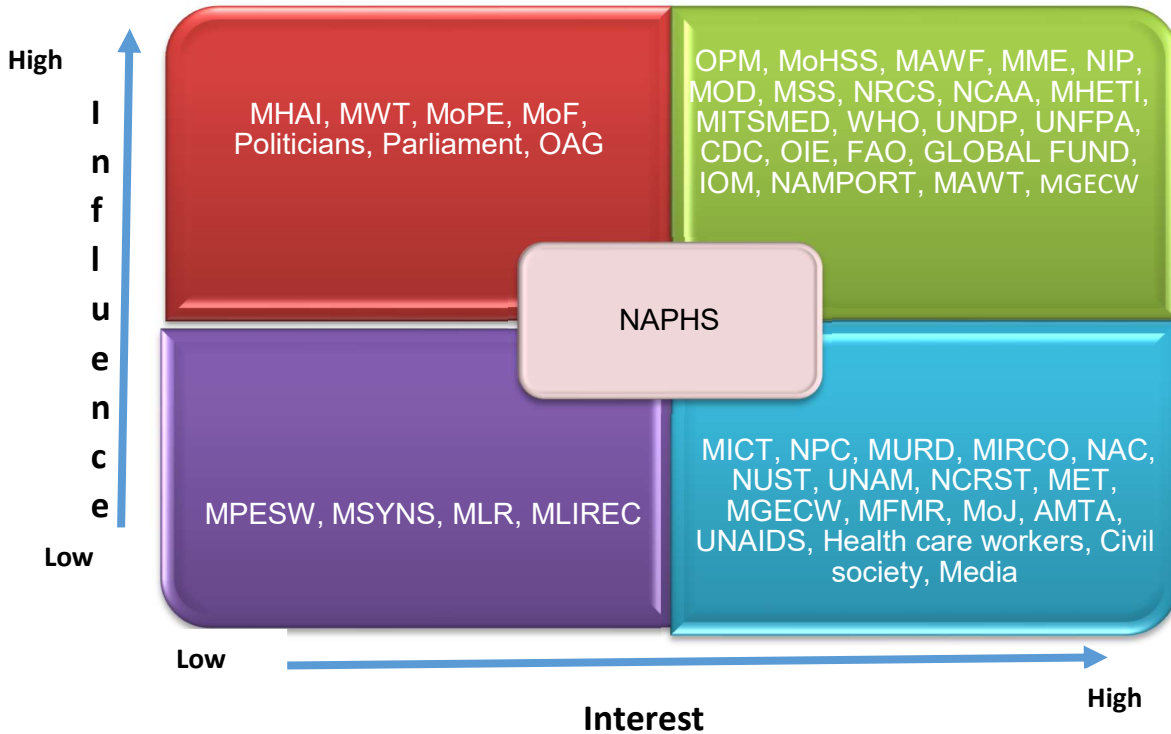 High
Influence
Low
MHAI, MWT, MoPE, MoF,
Politicians, Parliament, OAG
OPM, MoHSS, MAWF, MME, NIP,
MOD, MSS, NRCS, NCAA, MHETI,
MITSMED, WHO, UNDP, UNFPA,
CDC, OIE, FAO, GLOBAL FUND,
IOM, NAMPORT, MAWT, MGECW
NAPHS
MPESW, MSYNS, MLR, MLIREC
MICT, NPC, MURD, MIRCO, NAC,
NUST, UNAM, NCRST, MET,
MGECW, MFMR, MoJ, AMTA,
UNAIDS, Health care workers, Civil
society, Media
Low
High
Interest